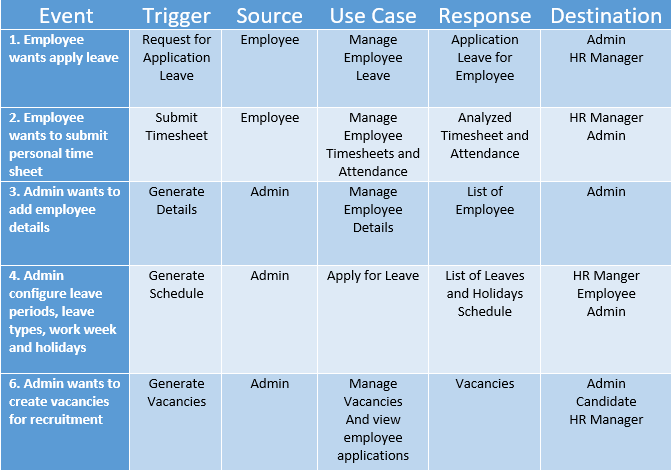 Event Trigger Source Use Case Response Destination
1. Employee
wants apply leave
Request for
Application
Leave
Employee
Manage
Employee
Leave
Application
Leave for
Employee
Admin
HR Manager
2. Employee
wants to submit
personal time
sheet
Submit
Timesheet
Employee
Manage
Employee
Timesheets and
Attendance
Analyzed
Timesheet and
Attendance
HR Manager
Admin
3. Admin wants to
add employee
details
Generate
Details
Admin
Manage
Employee
Details
List of
Employee
Admin
4. Admin
configure leave
periods, leave
types, work week
and holidays
Generate
Schedule
Admin
Apply for Leave
List of Leaves
and Holidays
Schedule
HR Manger
Employee
Admin
6. Admin wants to
create vacancies
for recruitment
Generate
Vacancies
Admin
Manage
Vacancies
And view
employee
applications
Vacancies
Admin
Candidate
HR Manager